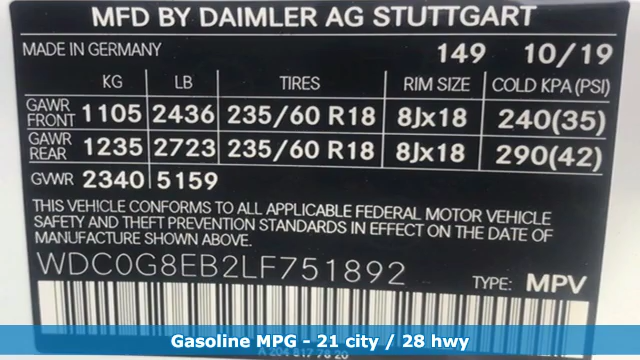 MFD BY DAIMLER AG STUTTGART
MADE IN GERMANY 149 10/19
KG LB TIRES RIM SIZE COLD KPA (PSI)
GAWR FRONT 1105 2436 235/60 R18 8Jx18 240(35)
GAWR REAR 1235 2723 235/60 R18 8Jx18 290(42)
GVWR 2340 5159
THIS VEHICLE CONFORMS TO ALL APPLICABLE FEDERAL MOTOR VEHICLE
SAFETY AND THEFT PREVENTION STANDARDS IN EFFECT ON THE DATE OF
MANUFACTURE SHOWN ABOVE.
WDC0G8EB2LF751892
TYPE: MPV
Gasoline MPG - 21 city / 28 hwy